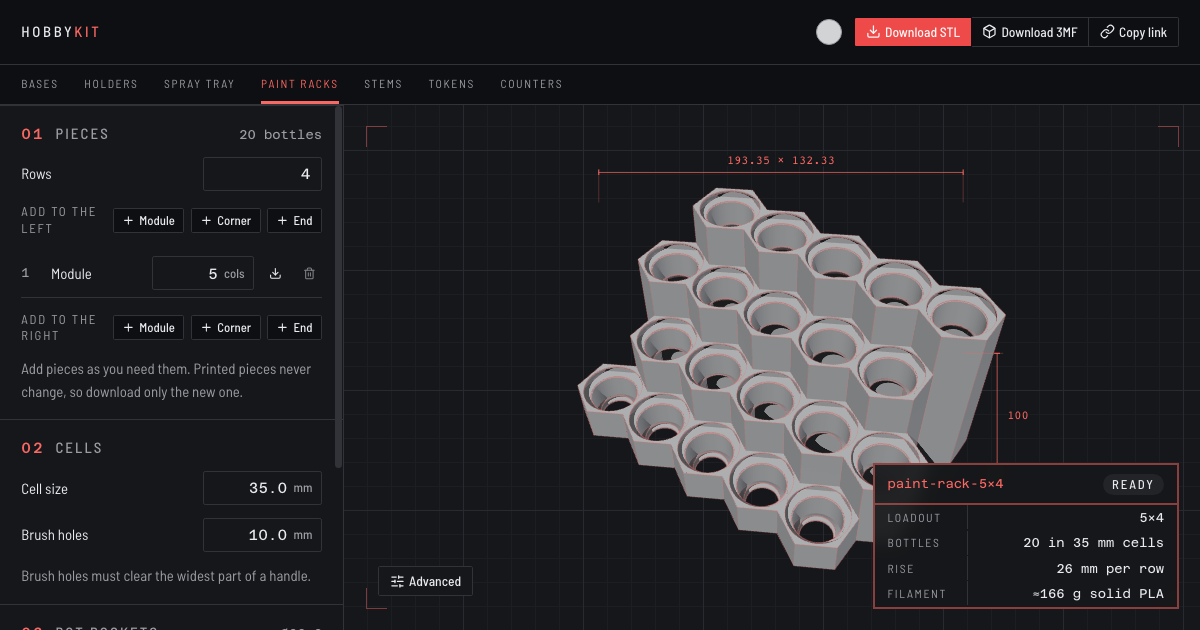 HOBBYKIT
Download STL
Download 3MF
Copy link
BASES
HOLDERS
SPRAY TRAY
PAINT RACKS
STEMS
TOKENS
COUNTERS
01 PIECES
20 bottles
Rows
4
ADD TO THE
LEFT
+ Module
+ Corner
+ End
1 Module
5 cols
ADD TO THE
RIGHT
+ Module
+ Corner
+ End
Add pieces as you need them. Printed pieces never
change, so download only the new one.
02 CELLS
Cell size
35.0 mm
Brush holes
10.0 mm
Brush holes must clear the widest part of a handle.
193.35 × 132.33
100
Advanced
paint-rack-5×4
READY
LOADOUT
5×4
BOTTLES
20 in 35 mm cells
RISE
26 mm per row
FILAMENT
≈166 g solid PLA